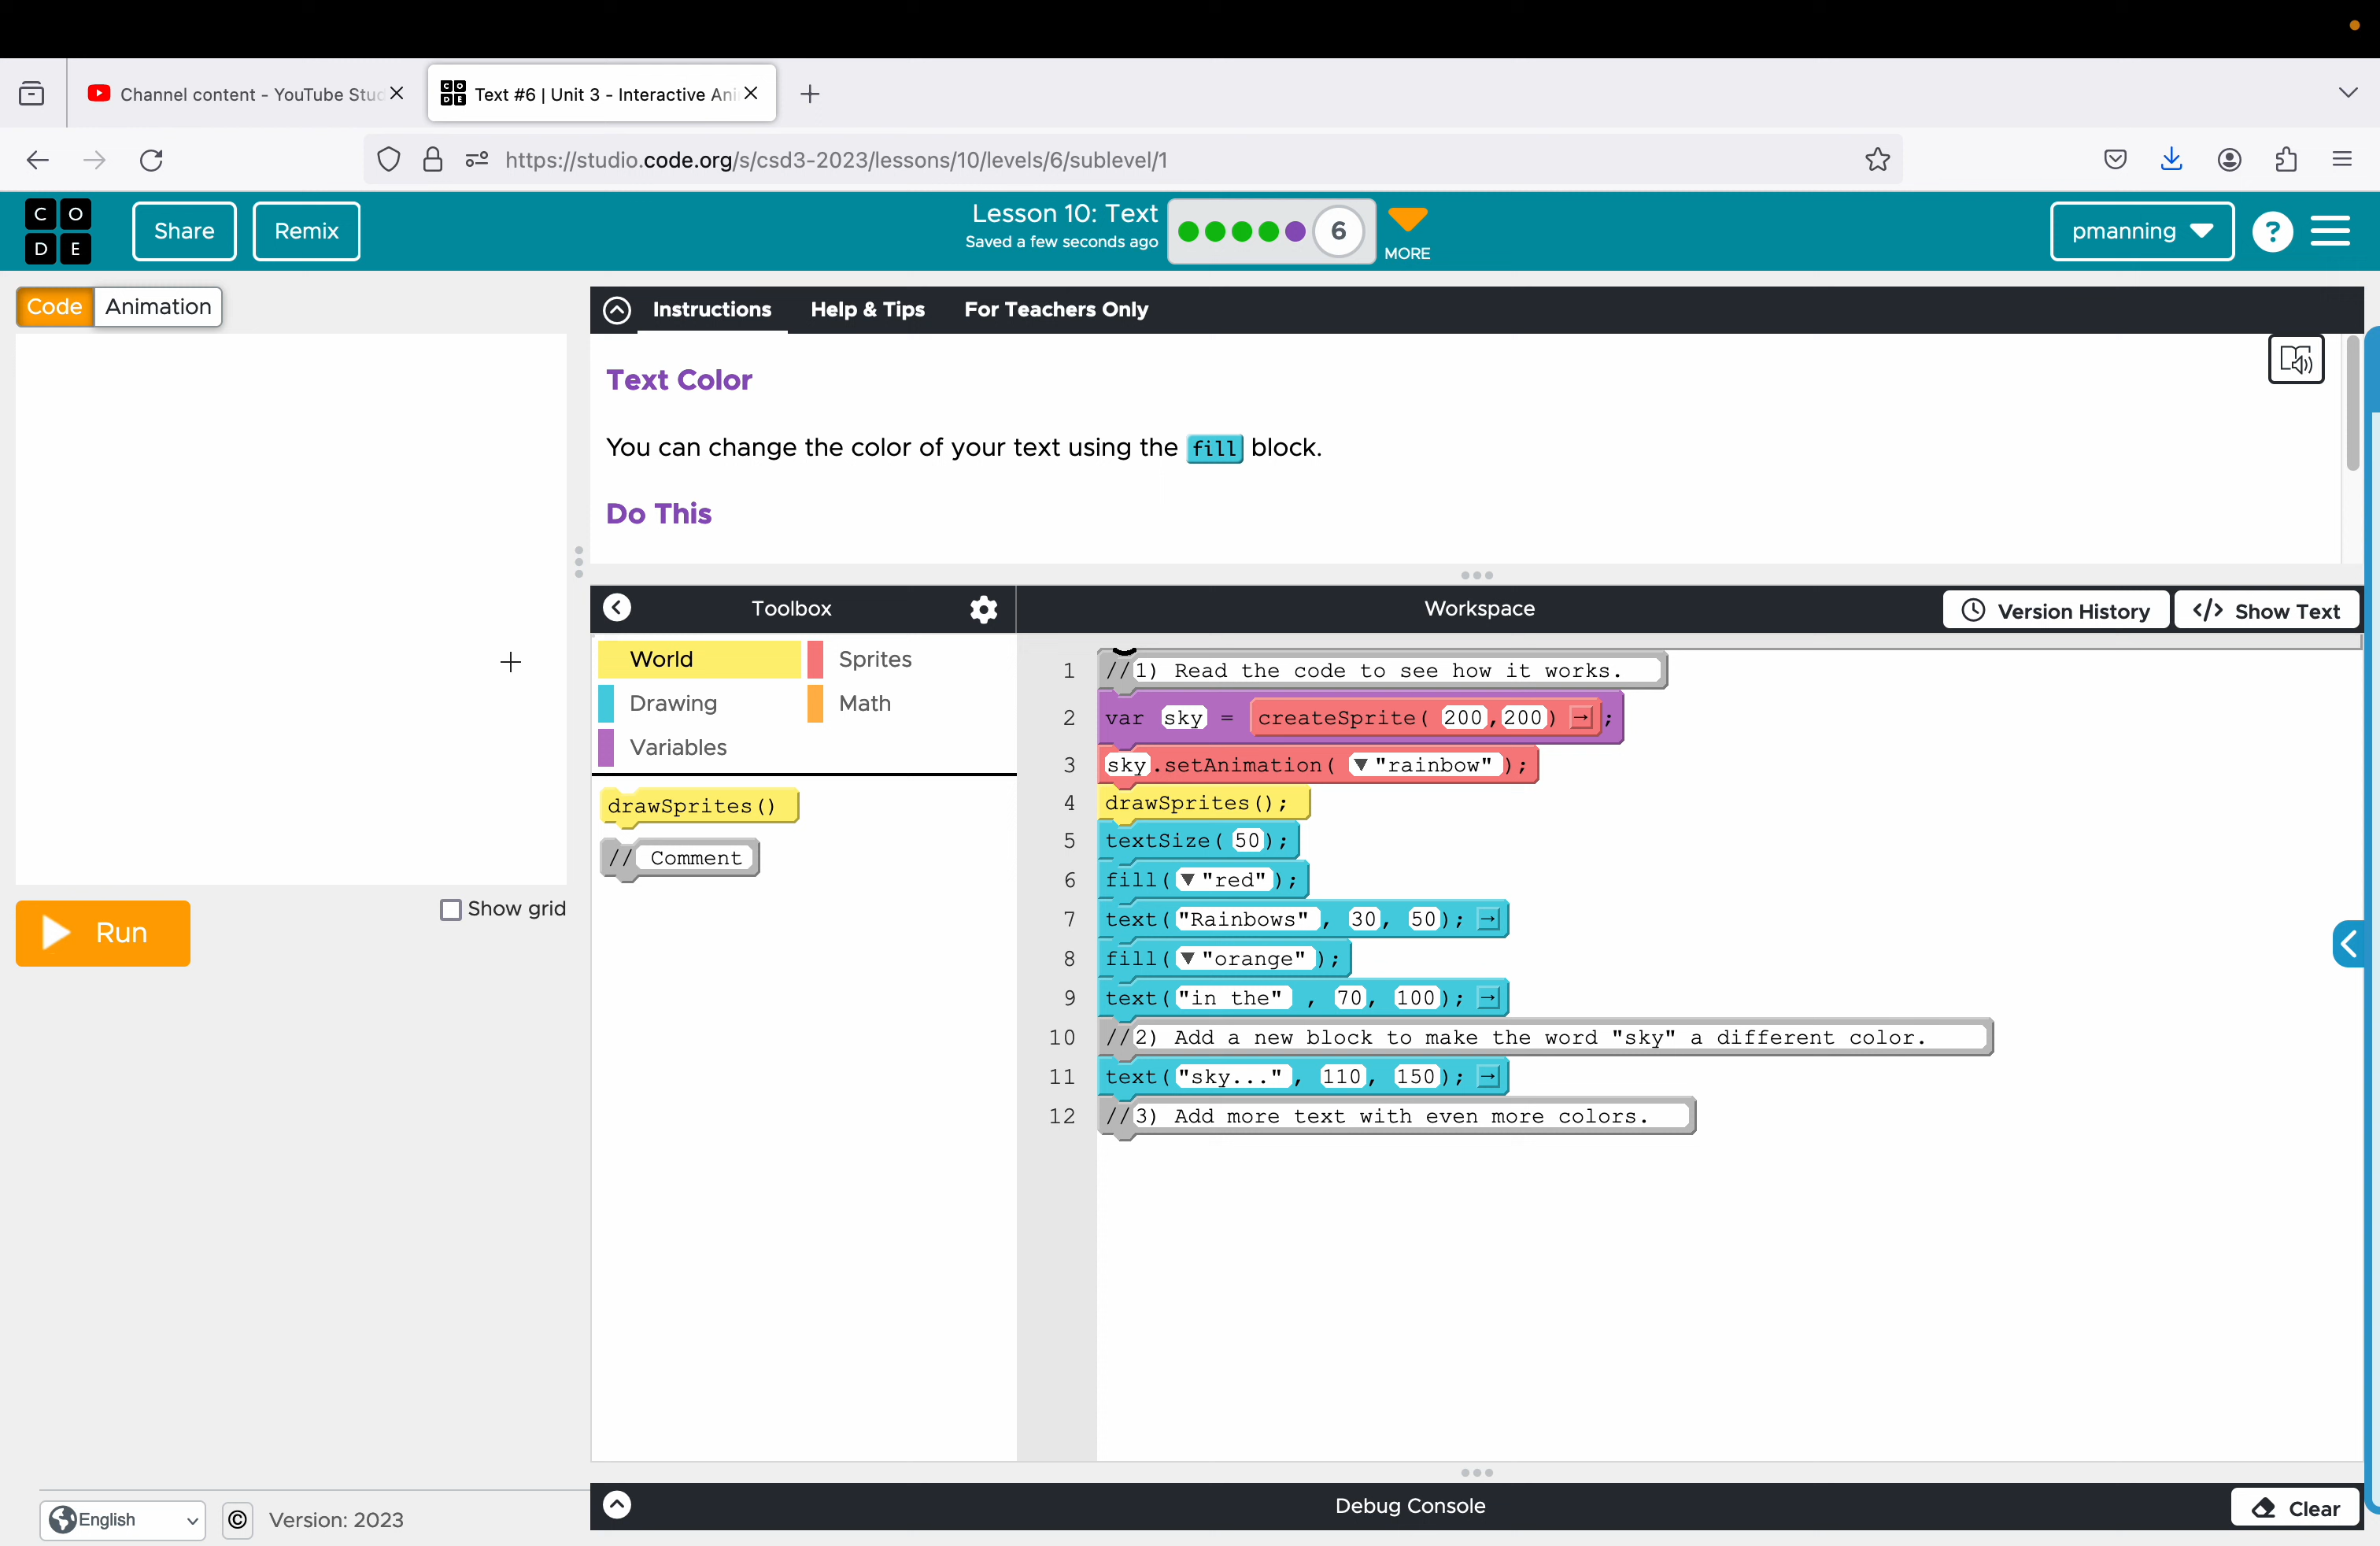 Channel content - YouTube Stu
Text #6 | Unit 3 - Interactive Ani
https://studio.code.org/s/csd3-2023/lessons/10/levels/6/sublevel/1
C O
D E
Share
Remix
Lesson 10: Text
Saved a few seconds ago
6
MORE
pmanning
?
Code
Animation
Instructions
Help & Tips
For Teachers Only
Text Color
You can change the color of your text using the fill block.
Do This
Toolbox
Workspace
Version History
</> Show Text
World
Sprites
Drawing
Math
Variables
drawSprites()
// Comment
1 //1) Read the code to see how it works.
2 var sky = createSprite( 200,200) → ;
3 sky.setAnimation( ▼ "rainbow");
4 drawSprites();
5 textSize( 50);
6 fill( ▼ "red");
7 text("Rainbows", 30, 50); →
8 fill( ▼ "orange");
9 text("in the" , 70, 100); →
10 //2) Add a new block to make the word "sky" a different color.
11 text("sky...", 110, 150); →
12 //3) Add more text with even more colors.
Run
Show grid
English
©
Version: 2023
Debug Console
Clear